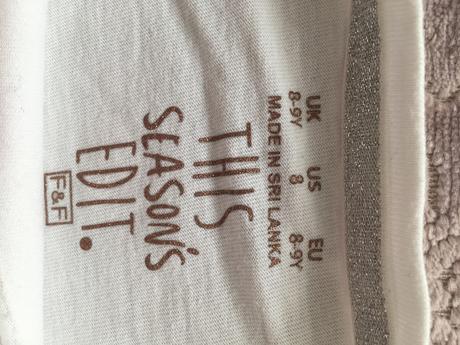 UK US EU
8-9Y 8 8-9Y
MADE IN SRI LANKA
THIS
SEASON'S
EDIT.
F&F